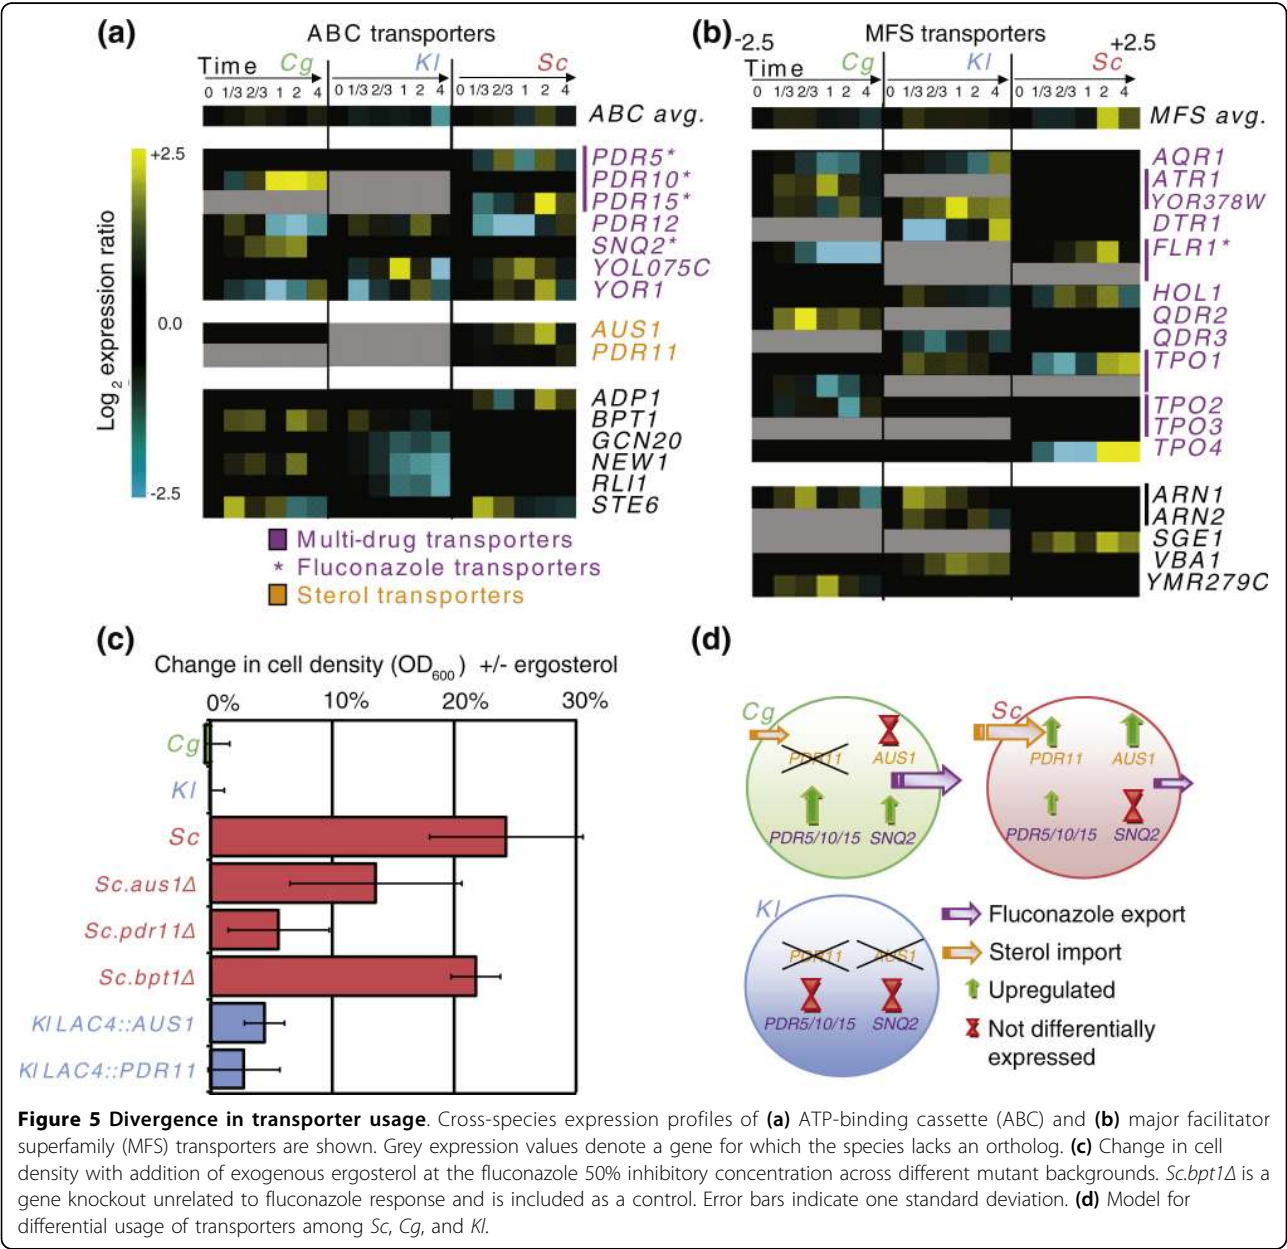 (a)
ABC transporters
Time Cg Kl Sc
0 1/3 2/3 1 2 4 0 1/3 2/3 1 2 4 0 1/3 2/3 1 2 4
ABC avg.
+2.5
0.0
-2.5
Log2 expression ratio
PDR5*
PDR10*
PDR15*
PDR12
SNQ2*
YOL075C
YOR1
AUS1
PDR11
ADP1
BPT1
GCN20
NEW1
RLI1
STE6
Multi-drug transporters
* Fluconazole transporters
Sterol transporters
(b)
-2.5 MFS transporters +2.5
Time Cg Kl Sc
0 1/3 2/3 1 2 4 0 1/3 2/3 1 2 4 0 1/3 2/3 1 2 4
MFS avg.
AQR1
ATR1
YOR378W
DTR1
FLR1*
HOL1
QDR2
QDR3
TPO1
TPO2
TPO3
TPO4
ARN1
ARN2
SGE1
VBA1
YMR279C
(c)
Change in cell density (OD600) +/- ergosterol
0% 10% 20% 30%
Cg
Kl
Sc
Sc.aus1Δ
Sc.pdr11Δ
Sc.bpt1Δ
Kl LAC4::AUS1
Kl LAC4::PDR11
(d)
Cg
PDR11 AUS1
PDR5/10/15 SNQ2
Sc
PDR11 AUS1
PDR5/10/15 SNQ2
Kl
PDR11 AUS1
PDR5/10/15 SNQ2
Fluconazole export
Sterol import
Upregulated
Not differentially
expressed
Figure 5 Divergence in transporter usage. Cross-species expression profiles of (a) ATP-binding cassette (ABC) and (b) major facilitator
superfamily (MFS) transporters are shown. Grey expression values denote a gene for which the species lacks an ortholog. (c) Change in cell
density with addition of exogenous ergosterol at the fluconazole 50% inhibitory concentration across different mutant backgrounds. Sc.bpt1Δ is a
gene knockout unrelated to fluconazole response and is included as a control. Error bars indicate one standard deviation. (d) Model for
differential usage of transporters among Sc, Cg, and Kl.